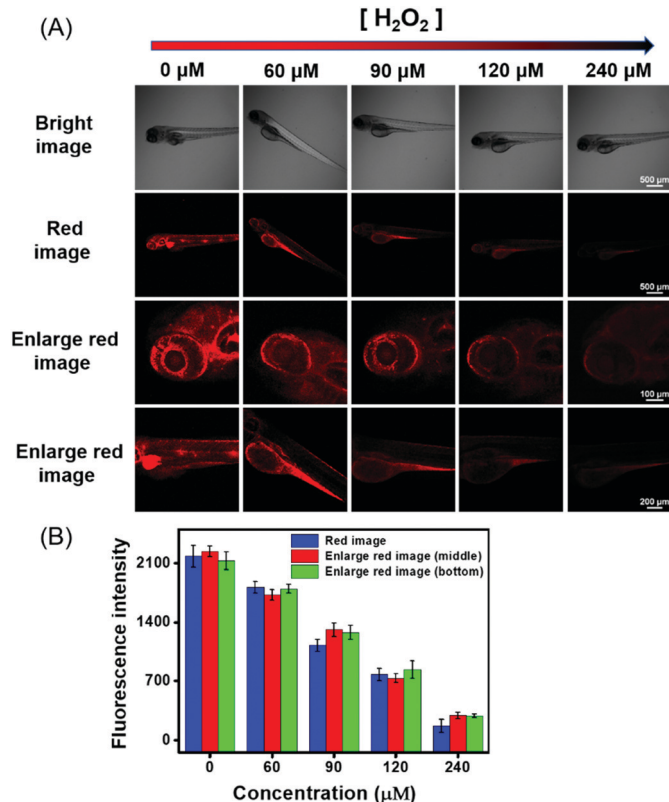 (A)
[ H₂O₂ ]
0 μM 60 μM 90 μM 120 μM 240 μM
Bright
image
500 μm
Red
image
500 μm
Enlarge red
image
100 μm
Enlarge red
image
200 μm
(B)
Red image
Enlarge red image (middle)
Enlarge red image (bottom)
Fluorescence intensity
2100
1400
700
0
0 60 90 120 240
Concentration (μM)